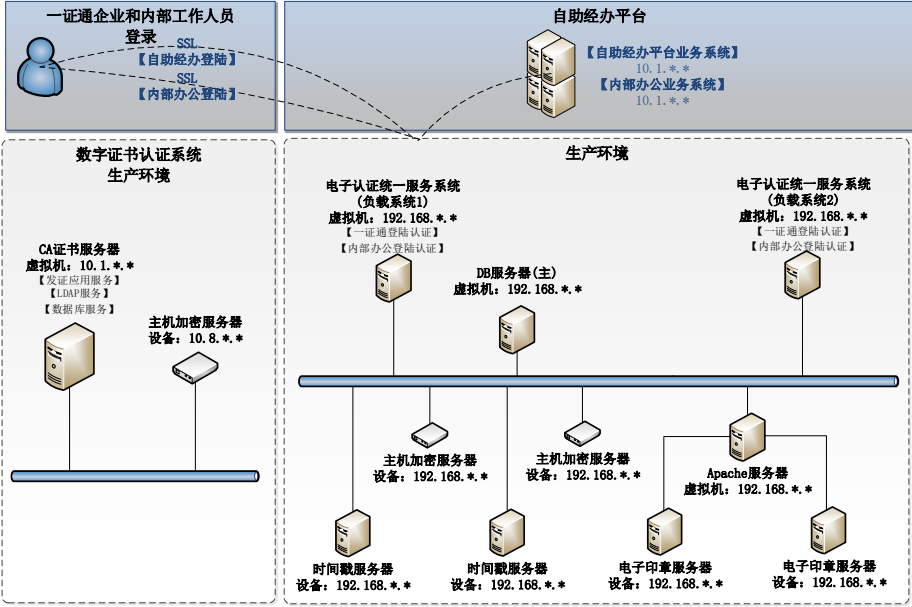 一证通企业和内部工作人员
登录
SSL
【自助经办登陆】
SSL
【内部办公登陆】
自助经办平台
【自助经办平台业务系统】
10.1.*.*
【内部办公业务系统】
10.1.*.*
数字证书认证系统
生产环境
CA证书服务器
虚拟机：10.1.*.*
【发证应用服务】
【LDAP服务】
【数据库服务】
主机加密服务器
设备：10.8.*.*
生产环境
电子认证统一服务系统
(负载系统1)
虚拟机：192.168.*.*
【一证通登陆认证】
【内部办公登陆认证】
DB服务器(主)
虚拟机：192.168.*.*
电子认证统一服务系统
(负载系统2)
虚拟机：192.168.*.*
【一证通登陆认证】
【内部办公登陆认证】
主机加密服务器
设备：192.168.*.*
主机加密服务器
设备：192.168.*.*
Apache服务器
虚拟机：192.168.*.*
时间戳服务器
设备：192.168.*.*
时间戳服务器
设备：192.168.*.*
电子印章服务器
设备：192.168.*.*
电子印章服务器
设备：192.168.*.*